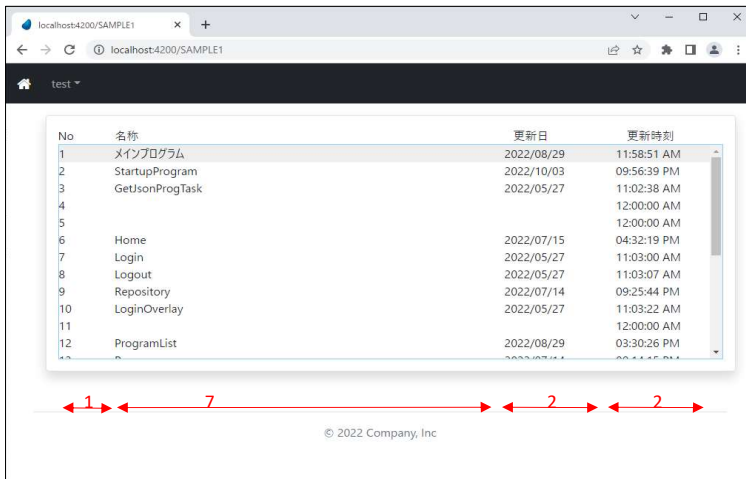 localhost:4200/SAMPLE1
localhost:4200/SAMPLE1
test
No 名称 更新日 更新時刻
1 メインプログラム 2022/08/29 11:58:51 AM
2 StartupProgram 2022/10/03 09:56:39 PM
3 GetJsonProgTask 2022/05/27 11:02:38 AM
4 12:00:00 AM
5 12:00:00 AM
6 Home 2022/07/15 04:32:19 PM
7 Login 2022/05/27 11:03:00 AM
8 Logout 2022/05/27 11:03:07 AM
9 Repository 2022/07/14 09:25:44 PM
10 LoginOverlay 2022/05/27 11:03:22 AM
11 12:00:00 AM
12 ProgramList 2022/08/29 03:30:26 PM
1 7 2 2
© 2022 Company, Inc